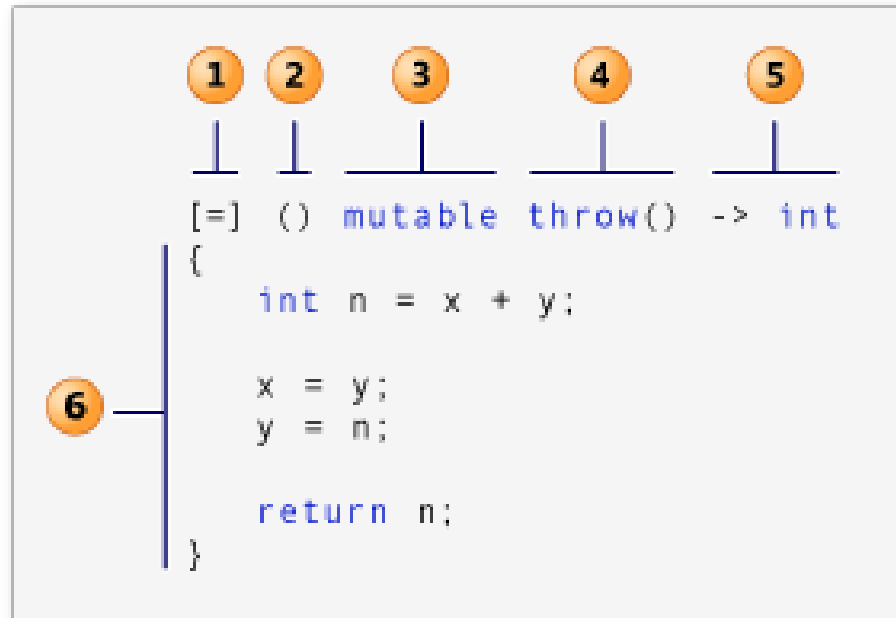 1 2 3 4 5
[=] () mutable throw() -> int
{
int n = x + y;
x = y;
6
y = n;
return n;
}